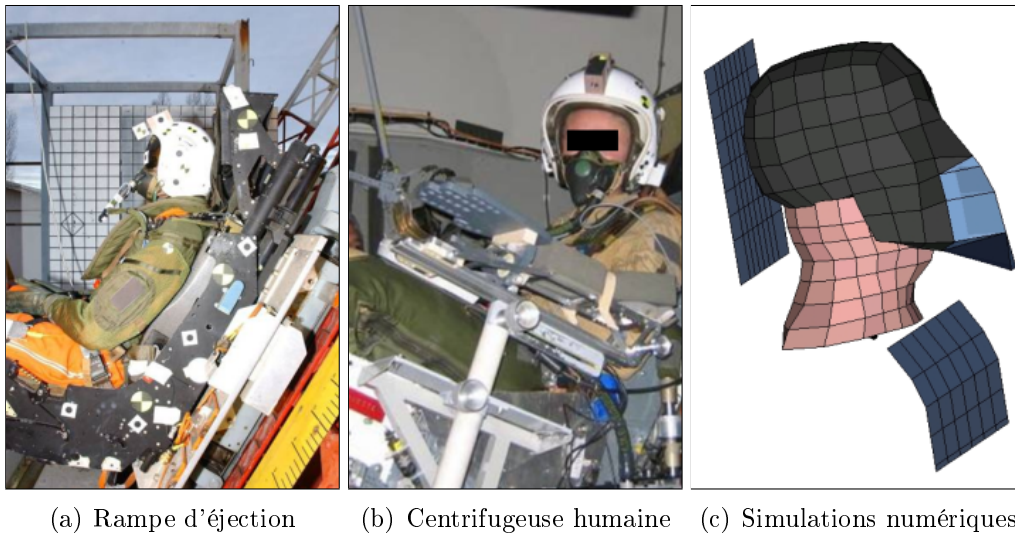 (a) Rampe d'éjection
(b) Centrifugeuse humaine
(c) Simulations numériques